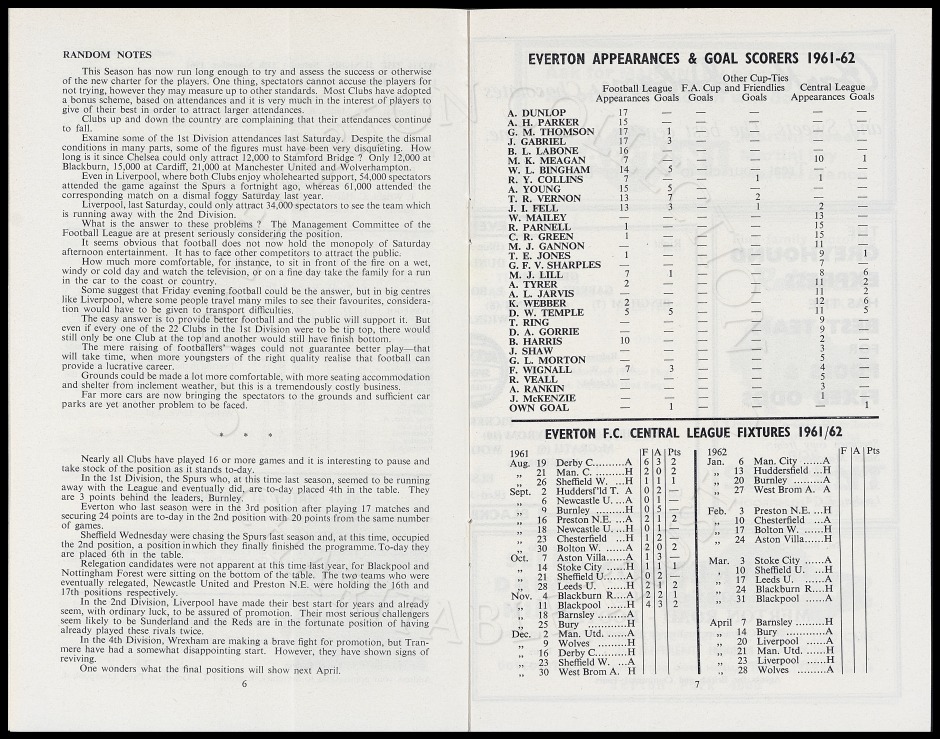 RANDOM NOTES
This Season has now run long enough to try and assess the success or otherwise
of the new charter for the players. One thing, spectators cannot accuse the players for
not trying, however they may measure up to other standards. Most Clubs have adopted
a bonus scheme, based on attendances and it is very much in the interest of players to
give of their best in order to attract larger attendances.
Clubs up and down the country are complaining that their attendances continue
to fall.
Examine some of the 1st Division attendances last Saturday. Despite the dismal
conditions in many parts, some of the figures must have been very disquieting. How
long is it since Chelsea could only attract 12,000 to Stamford Bridge ? Only 12,000 at
Blackburn, 15,000 at Cardiff, 21,000 at Manchester United and Wolverhampton.
Even in Liverpool, where both Clubs enjoy wholehearted support, 54,000 spectators
attended the game against the Spurs a fortnight ago, whereas 61,000 attended the
corresponding match on a dismal foggy Saturday last year.
Liverpool, last Saturday, could only attract 34,000 spectators to see the team which
is running away with the 2nd Division.
What is the answer to these problems ? The Management Committee of the
Football League are at present seriously considering the position.
It seems obvious that football does not now hold the monopoly of Saturday
afternoon entertainment. It has to face other competitors to attract the public.
How much more comfortable, for instance, to sit in front of the fire on a wet,
windy or cold day and watch the television, or on a fine day take the family for a run
in the car to the coast or country.
Some suggest that Friday evening football could be the answer, but in big centres
like Liverpool, where some people travel many miles to see their favourites, considera-
tion would have to be given to transport difficulties.
The easy answer is to provide better football and the public will support it. But
even if every one of the 22 Clubs in the 1st Division were to be tip top, there would
still only be one Club at the top and another would still have finish bottom.
The mere raising of footballers' wages could not guarantee better play—that
will take time, when more youngsters of the right quality realise that football can
provide a lucrative career.
Grounds could be made a lot more comfortable, with more seating accommodation
and shelter from inclement weather, but this is a tremendously costly business.
Far more cars are now bringing the spectators to the grounds and sufficient car
parks are yet another problem to be faced.
* * *
Nearly all Clubs have played 16 or more games and it is interesting to pause and
take stock of the position as it stands to-day.
In the 1st Division, the Spurs who, at this time last season, seemed to be running
away with the League and eventually did, are to-day placed 4th in the table. They
are 3 points behind the leaders, Burnley.
Everton who last season were in the 3rd position after playing 17 matches and
securing 24 points are to-day in the 2nd position with 20 points from the same number
of games.
Sheffield Wednesday were chasing the Spurs last season and, at this time, occupied
the 2nd position, a position in which they finally finished the programme. To-day they
are placed 6th in the table.
Relegation candidates were not apparent at this time last year, for Blackpool and
Nottingham Forest were sitting on the bottom of the table. The two teams who were
eventually relegated, Newcastle United and Preston N.E. were holding the 16th and
17th positions respectively.
In the 2nd Division, Liverpool have made their best start for years and already
seem, with ordinary luck, to be assured of promotion. Their most serious challengers
seem likely to be Sunderland and the Reds are in the fortunate position of having
already played these rivals twice.
In the 4th Division, Wrexham are making a brave fight for promotion, but Tran-
mere have had a somewhat disappointing start. However, they have shown signs of
reviving.
One wonders what the final positions will show next April.
6
EVERTON APPEARANCES & GOAL SCORERS 1961-62
Other Cup-Ties
Football League F.A. Cup and Friendlies Central League
Appearances Goals Goals Goals Appearances Goals
A. DUNLOP 17 — — — — —
A. H. PARKER 15 — — — — —
G. M. THOMSON 17 1 — — — —
J. GABRIEL 17 3 — — — —
B. L. LABONE 16 — — — — —
M. K. MEAGAN 7 — — — 10 1
W. L. BINGHAM 14 5 — — — —
R. Y. COLLINS 7 1 — 1 — 1
A. YOUNG 15 5 — — — —
T. R. VERNON 13 7 — 2 — —
J. I. FELL 13 3 — 1 2 —
W. MAILEY — — — — 13 —
R. PARNELL 1 — — — 15 —
C. R. GREEN 1 — — — 15 —
M. J. GANNON — — — — 11 —
T. E. JONES 1 — — — 9 1
G. F. V. SHARPLES — — — — 7 —
M. J. LILL 7 1 — — 8 6
A. TYRER 2 — — — 11 2
A. L. JARVIS — — — — 11 2
K. WEBBER 2 — — — 12 6
D. W. TEMPLE 5 5 — — 11 5
T. RING — — — — 9 —
D. A. GORRIE — — — — 9 —
B. HARRIS 10 — — — 2 —
J. SHAW — — — — 3 —
G. L. MORTON — — — — 5 —
F. WIGNALL 7 3 — — 4 —
R. VEALL — — — — 5 —
A. RANKIN — — — — 3 —
J. McKENZIE — — — — 1 —
OWN GOAL — 1 — — — 1
EVERTON F.C. CENTRAL LEAGUE FIXTURES 1961/62
1961 F A Pts
Aug. 19 Derby C..........A 6 3 2
„ 21 Man. C. .........H 2 0 2
„ 26 Sheffield W. ...H 1 1 1
Sept. 2 Huddersf'ld T. A 0 2 —
„ 6 Newcastle U. ...A 0 1 —
„ 9 Burnley .........H 0 5 —
„ 16 Preston N.E. ...A 2 1 2
„ 18 Newcastle U. ...H 0 1 —
„ 23 Chesterfield ...H 1 2 —
„ 30 Bolton W. ......A 2 0 2
Oct. 7 Aston Villa......A 1 3 —
„ 14 Stoke City ......H 1 1 1
„ 21 Sheffield U.......A 0 2 —
„ 28 Leeds U. .........H 2 1 2
Nov. 4 Blackburn R....A 2 2 1
„ 11 Blackpool ......H 4 3 2
„ 18 Barnsley .........A
„ 25 Bury ............H
Dec. 2 Man. Utd. ......A
„ 9 Wolves .........H
„ 16 Derby C..........H
„ 23 Sheffield W. ...A
„ 30 West Brom A. H
1962 F A Pts
Jan. 6 Man. City ......A
„ 13 Huddersfield ...H
„ 20 Burnley .........A
„ 27 West Brom A. A
Feb. 3 Preston N.E. ...H
„ 10 Chesterfield ...A
„ 17 Bolton W. ......H
„ 24 Aston Villa......H
Mar. 3 Stoke City ......A
„ 10 Sheffield U. ...H
„ 17 Leeds U. ......A
„ 24 Blackburn R....H
„ 31 Blackpool ......A
April 7 Barnsley .........H
„ 14 Bury ............A
„ 20 Liverpool ......A
„ 21 Man. Utd. ......H
„ 23 Liverpool ......H
„ 28 Wolves .........A
7